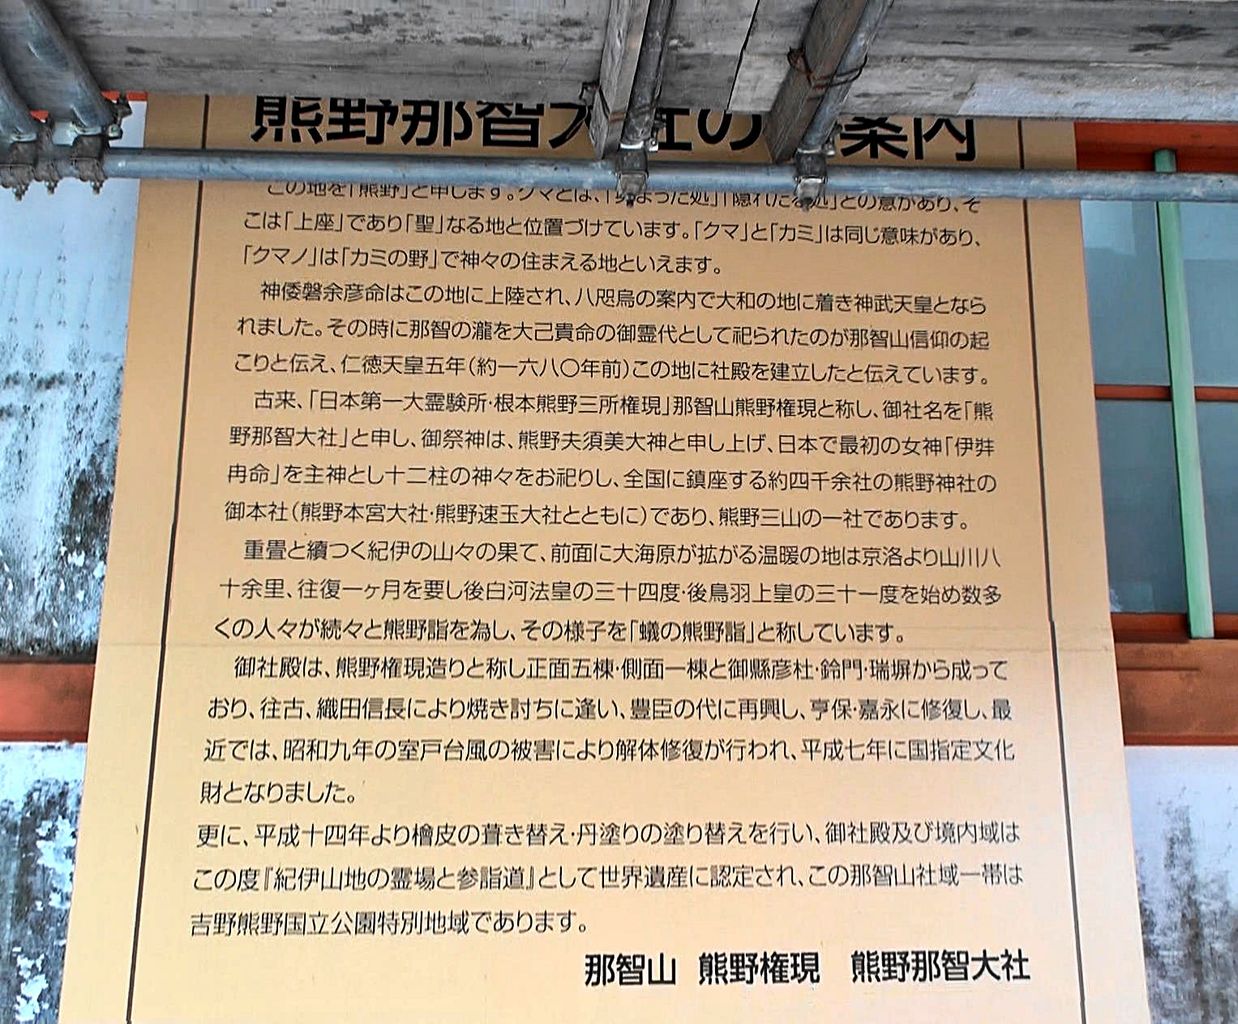 熊野那智大社の 案内
この地を「熊野」と申します。クマとは、「奥まった処」「隠れたる処」との意があり、そ
こは「上座」であり「聖」なる地と位置づけています。「クマ」と「カミ」は同じ意味があり、
「クマノ」は「カミの野」で神々の住まえる地といえます。
神倭磐余彦命はこの地に上陸され、八咫烏の案内で大和の地に着き神武天皇となら
れました。その時に那智の瀧を大己貴命の御霊代として祀られたのが那智山信仰の起
こりと伝え、仁徳天皇五年（約一六八〇年前）この地に社殿を建立したと伝えています。
古来、「日本第一大霊験所・根本熊野三所権現」那智山熊野権現と称し、御社名を「熊
野那智大社」と申し、御祭神は、熊野夫須美大神と申し上げ、日本で最初の女神「伊弉
冉命」を主神とし十二柱の神々をお祀りし、全国に鎮座する約四千余社の熊野神社の
御本社（熊野本宮大社・熊野速玉大社とともに）であり、熊野三山の一社であります。
重畳と續つく紀伊の山々の果て、前面に大海原が拡がる温暖の地は京洛より山川八
十余里、往復一ヶ月を要し後白河法皇の三十四度・後鳥羽上皇の三十一度を始め数多
くの人々が続々と熊野詣を為し、その様子を「蟻の熊野詣」と称しています。
御社殿は、熊野権現造りと称し正面五棟・側面一棟と御縣彦杜・鈴門・瑞塀から成って
おり、往古、織田信長により焼き討ちに逢い、豊臣の代に再興し、亨保・嘉永に修復し、最
近では、昭和九年の室戸台風の被害により解体修復が行われ、平成七年に国指定文化
財となりました。
更に、平成十四年より檜皮の葺き替え・丹塗りの塗り替えを行い、御社殿及び境内域は
この度『紀伊山地の霊場と参詣道』として世界遺産に認定され、この那智山社域一帯は
吉野熊野国立公園特別地域であります。
那智山 熊野権現 熊野那智大社